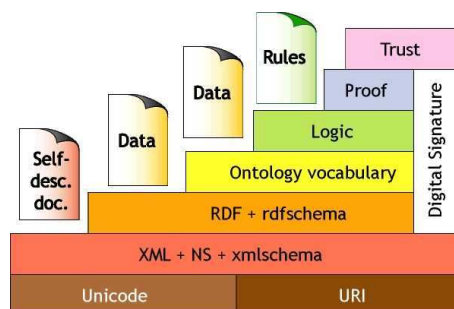 Trust
Rules
Proof
Data
Logic
Data
Ontology vocabulary
Self-
desc.
doc.
RDF + rdfschema
Digital Signature
XML + NS + xmlschema
Unicode
URI